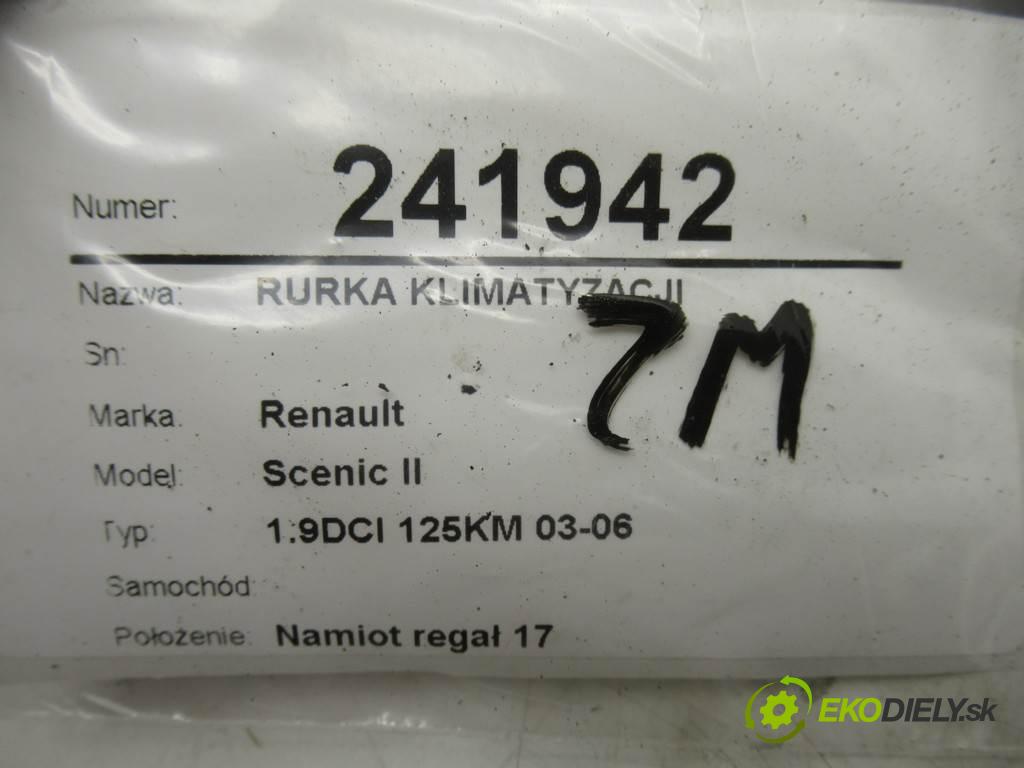 Numer: 241942
Nazwa: RURKA KLIMATYZACJI
ZM
Sn:
Marka: Renault
Model: Scenic II
Typ: 1.9DCI 125KM 03-06
Samochód:
Położenie: Namiot regał 17
EKODIELY.sk